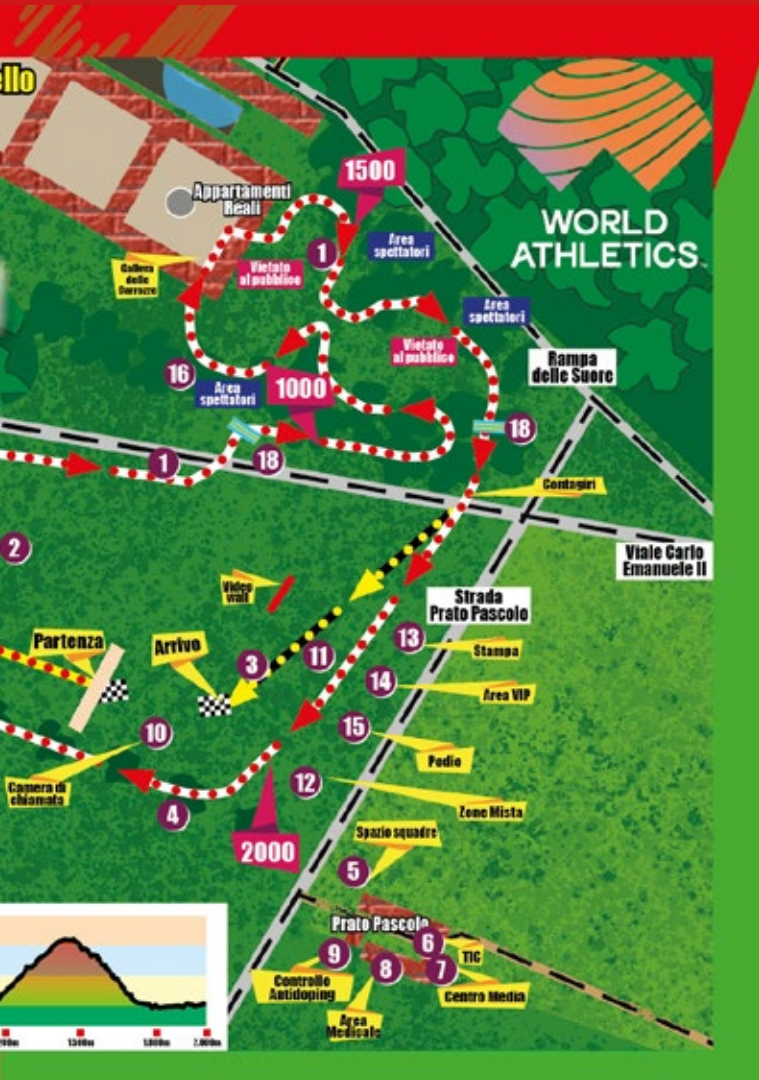 ello
Appartamenti
Reali
1500
WORLD
ATHLETICS
1
Area
spettatori
Galleria
delle
Carrozze
Vietato
al pubblico
Area
spettatori
Vietato
al pubblico
Rampa
delle Suore
16
Area
spettatori
1000
18
1
18
Contagiri
2
Viale Carlo
Emanuele II
Video
wall
Strada
Prato Pascolo
Partenza
Arrivo
3
11
13
Stampa
14
Area VIP
10
15
Podio
Camera di
chiamata
4
12
Zone Mista
2000
Spazio squadre
5
Prato Pascolo
9
6
TIC
8
7
Controllo
Antidoping
Centro Media
Area
Medicale
1.500m
1.800m
2.000m